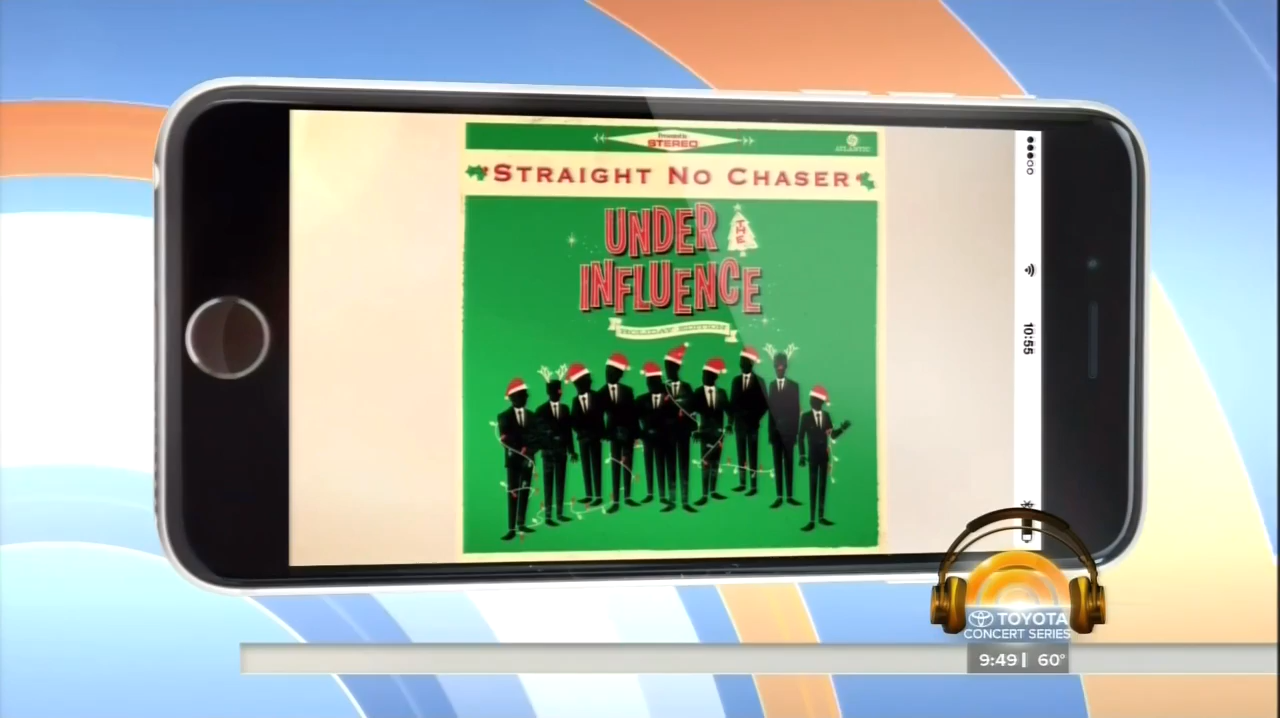 Presented in
STEREO
ATLANTIC
STRAIGHT NO CHASER
UNDER THE
INFLUENCE
HOLIDAY EDITION
10:55
TOYOTA
CONCERT SERIES
9:49 60°